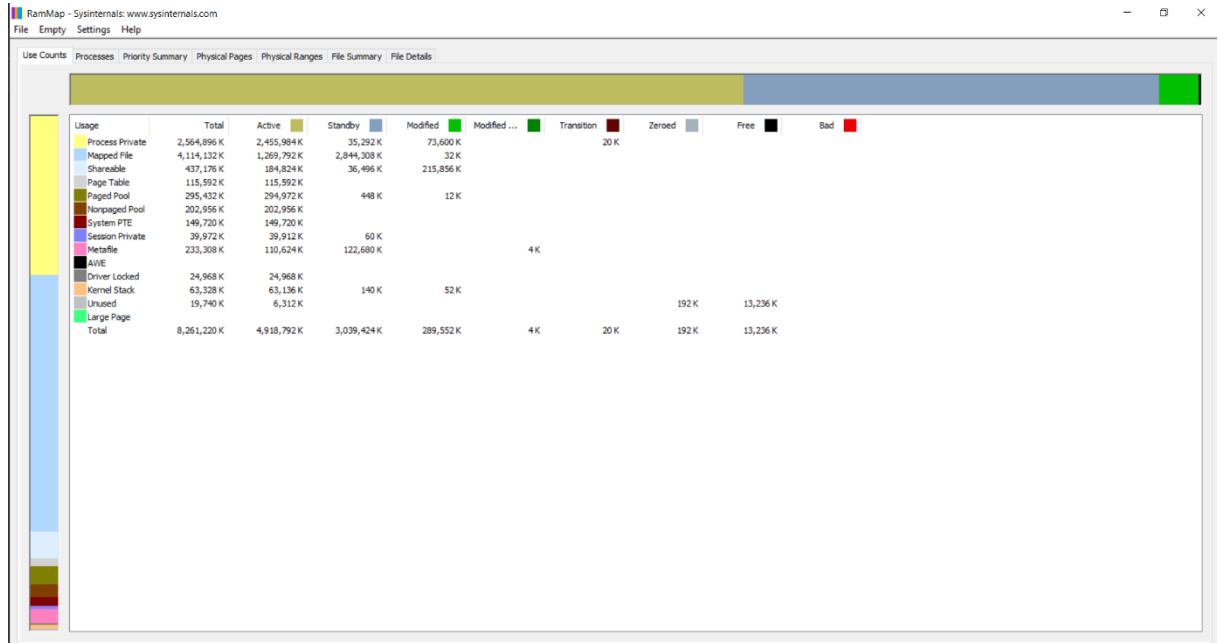 RamMap - Sysinternals: www.sysinternals.com
File Empty Settings Help
Use Counts Processes Priority Summary Physical Pages Physical Ranges File Summary File Details
Usage Total Active Standby Modified Modified ... Transition Zeroed Free Bad
Process Private 2,564,896 K 2,455,984 K 35,292 K 73,600 K 20 K
Mapped File 4,114,132 K 1,269,792 K 2,844,308 K 32 K
Shareable 437,176 K 184,824 K 36,496 K 215,856 K
Page Table 115,592 K 115,592 K
Paged Pool 295,432 K 294,972 K 448 K 12 K
Nonpaged Pool 202,956 K 202,956 K
System PTE 149,720 K 149,720 K
Session Private 39,972 K 39,912 K 60 K
Metafile 233,308 K 110,624 K 122,680 K 4 K
AWE
Driver Locked 24,968 K 24,968 K
Kernel Stack 63,328 K 63,136 K 140 K 52 K
Unused 19,740 K 6,312 K 192 K 13,236 K
Large Page
Total 8,261,220 K 4,918,792 K 3,039,424 K 289,552 K 4 K 20 K 192 K 13,236 K